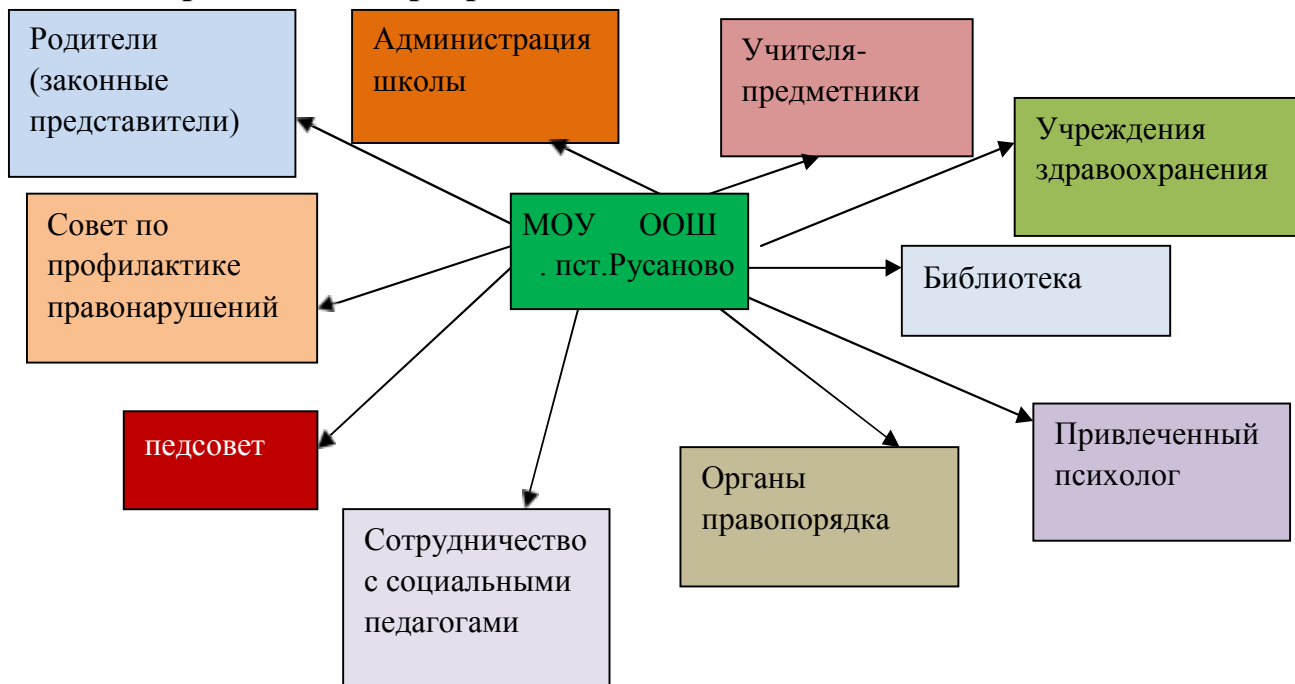 Родители
(законные
представители)
Администрация
школы
Учителя-
предметники
Учреждения
здравоохранения
Совет по
профилактике
правонарушений
МОУ ООШ
. пст.Русаново
Библиотека
педсовет
Сотрудничество
с социальными
педагогами
Органы
правопорядка
Привлеченный
психолог